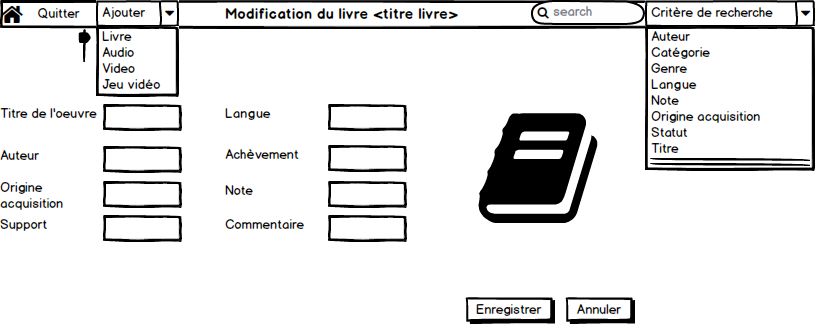 Quitter
Ajouter
Modification du livre <titre livre>
search
Critère de recherche
Livre
Audio
Video
Jeu vidéo
Auteur
Catégorie
Genre
Langue
Note
Origine acquisition
Statut
Titre
Titre de l'oeuvre
Langue
Auteur
Achèvement
Origine
acquisition
Note
Support
Commentaire
Enregistrer
Annuler